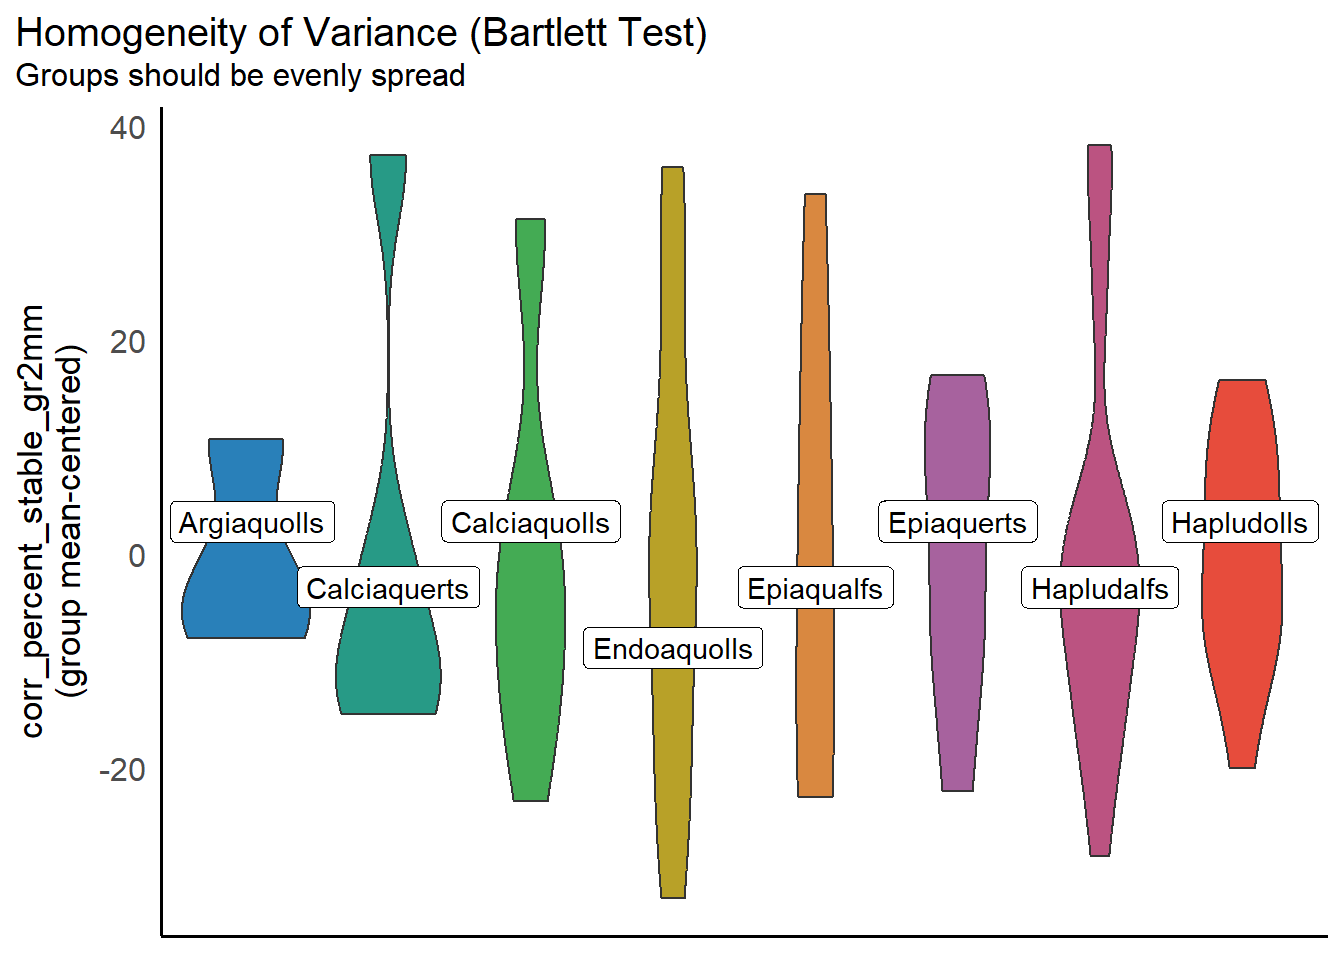 Homogeneity of Variance (Bartlett Test)
Groups should be evenly spread
corr_percent_stable_gr2mm
(group mean-centered)
40
20
0
-20
Argiaquolls
Calciaquerts
Calciaquolls
Endoaquolls
Epiaqualfs
Epiaquerts
Hapludalfs
Hapludolls